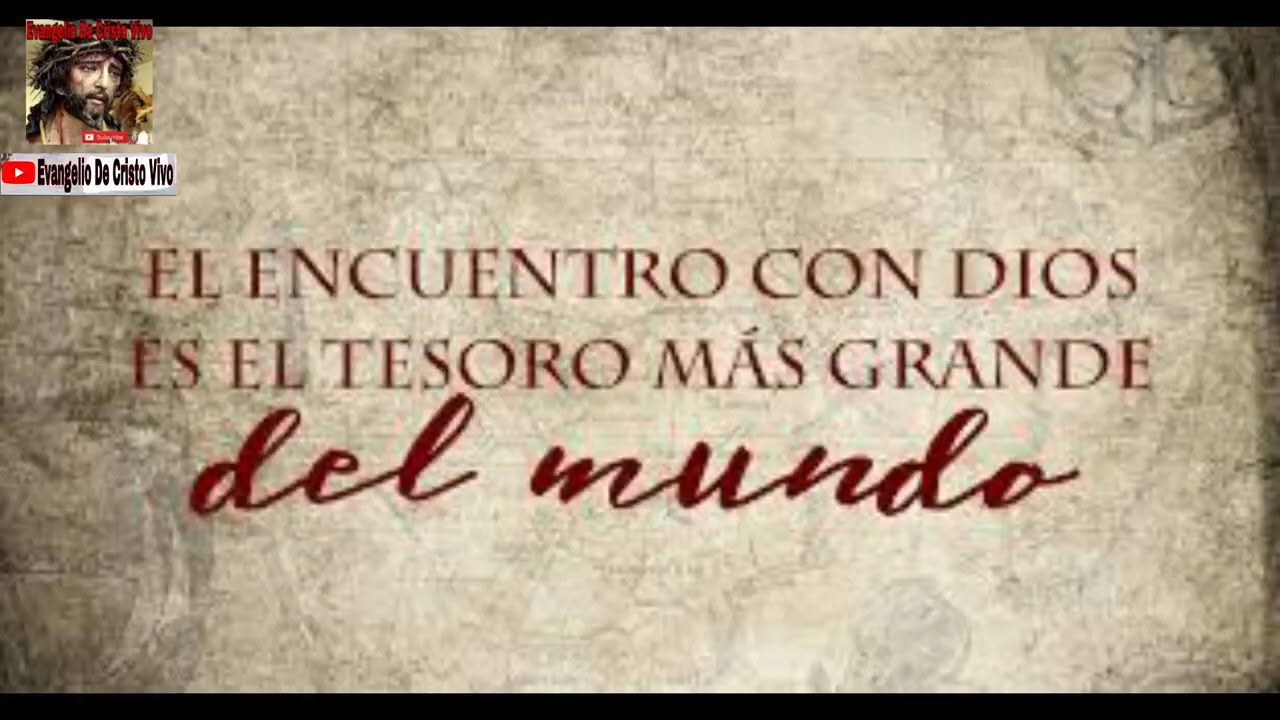 Evangelio De Cristo Vivo
Subscribe
Evangelio De Cristo Vivo
EL ENCUENTRO CON DIOS
ES EL TESORO MÁS GRANDE
del mundo